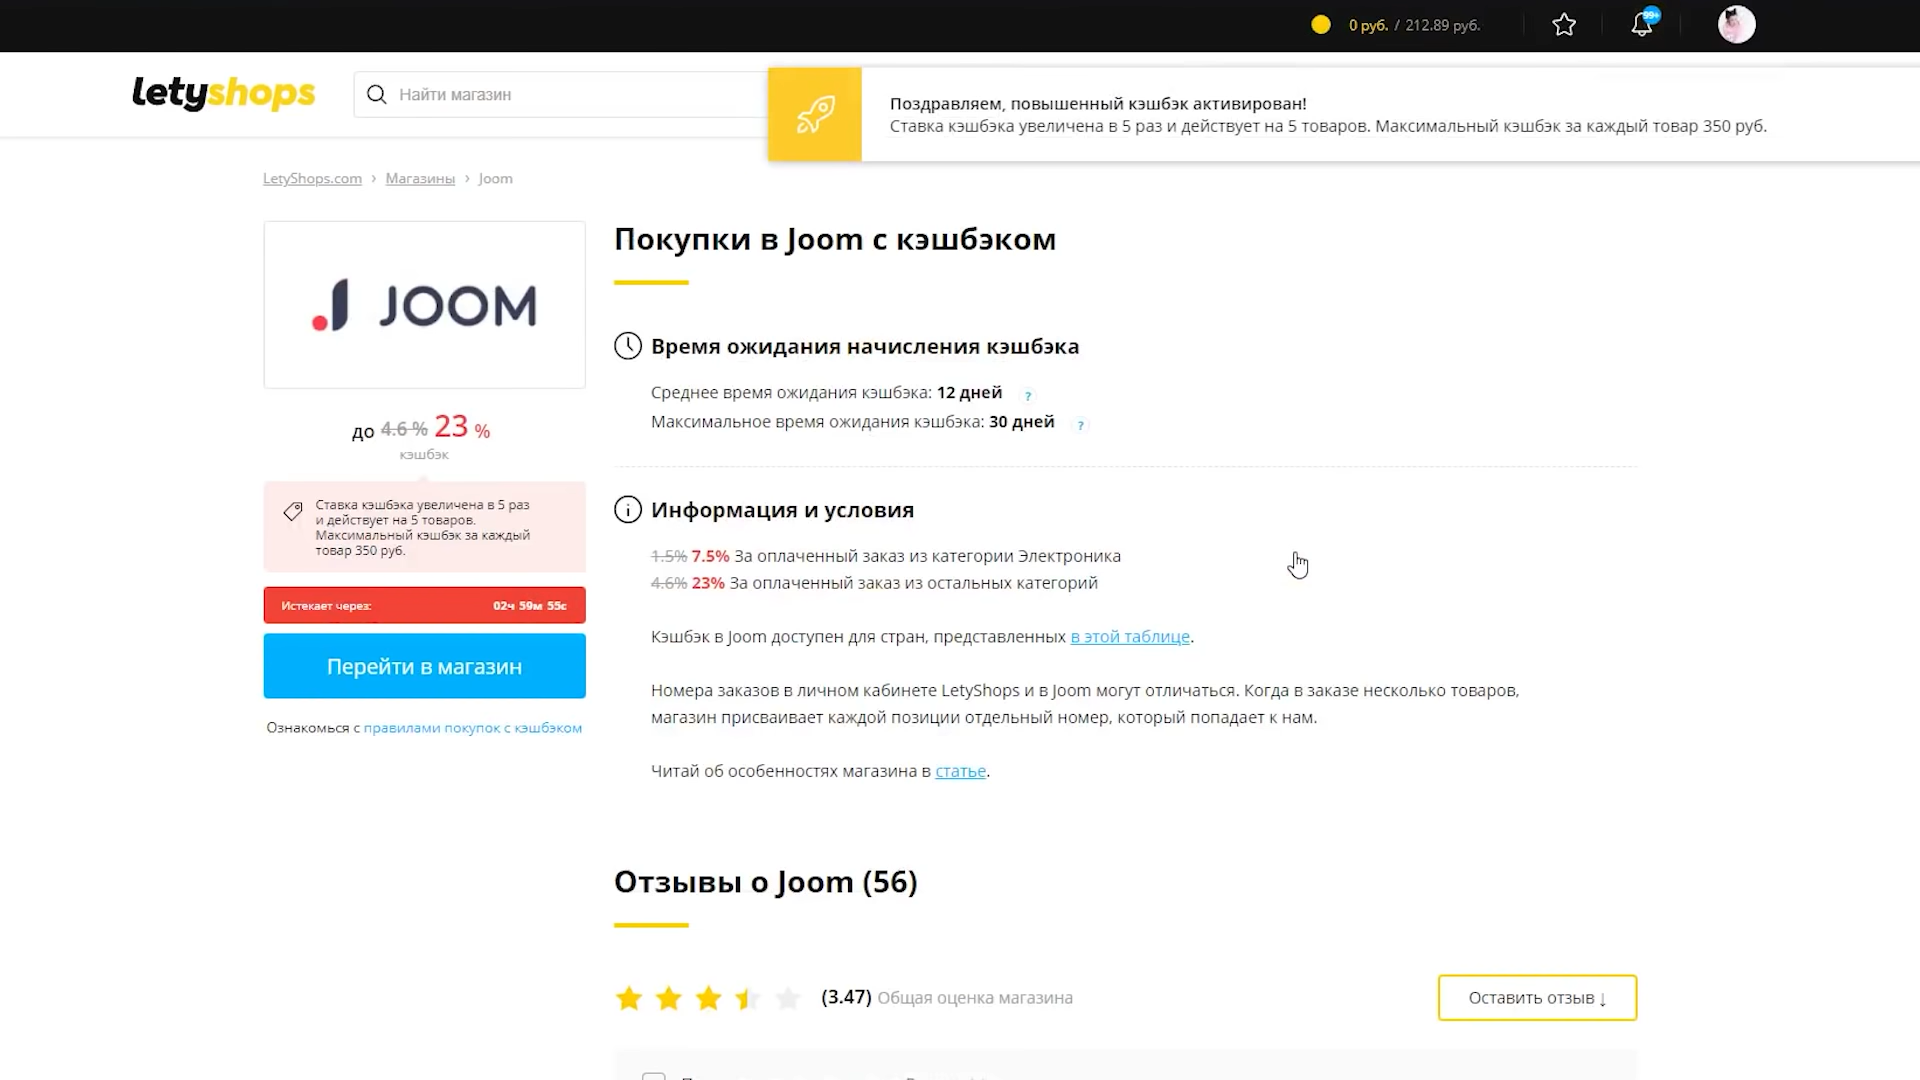 0 руб. / 212.89 руб.
99+
letyshops
Найти магазин
Поздравляем, повышенный кэшбэк активирован!
Ставка кэшбэка увеличена в 5 раз и действует на 5 товаров. Максимальный кэшбэк за каждый товар 350 руб.
LetyShops.com › Магазины › Joom
JOOM
до 4.6 % 23 %
кэшбэк
Ставка кэшбэка увеличена в 5 раз
и действует на 5 товаров.
Максимальный кэшбэк за каждый
товар 350 руб.
Истекает через: 02ч 59м 55с
Перейти в магазин
Ознакомься с правилами покупок с кэшбэком
Покупки в Joom с кэшбэком
Время ожидания начисления кэшбэка
Среднее время ожидания кэшбэка: 12 дней ?
Максимальное время ожидания кэшбэка: 30 дней ?
Информация и условия
1.5% 7.5% За оплаченный заказ из категории Электроника
4.6% 23% За оплаченный заказ из остальных категорий
Кэшбэк в Joom доступен для стран, представленных в этой таблице.
Номера заказов в личном кабинете LetyShops и в Joom могут отличаться. Когда в заказе несколько товаров,
магазин присваивает каждой позиции отдельный номер, который попадает к нам.
Читай об особенностях магазина в статье.
Отзывы о Joom (56)
(3.47) Общая оценка магазина
Оставить отзыв ↓